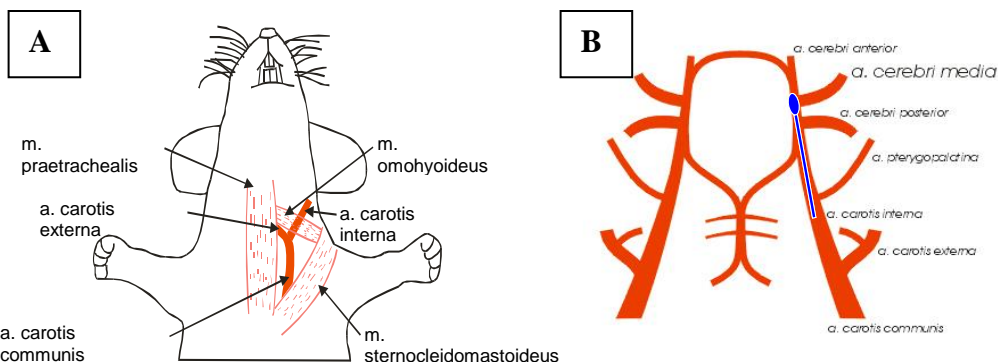 A
m.
praetrachealis
a. carotis
externa
a. carotis
communis
m.
omohyoideus
a. carotis
interna
m.
sternocleidomastoideus
B
a. cerebri anterior
a. cerebri media
a. cerebri posterior
a. pterygopalatina
a. carotis interna
a. carotis externa
a. carotis communis